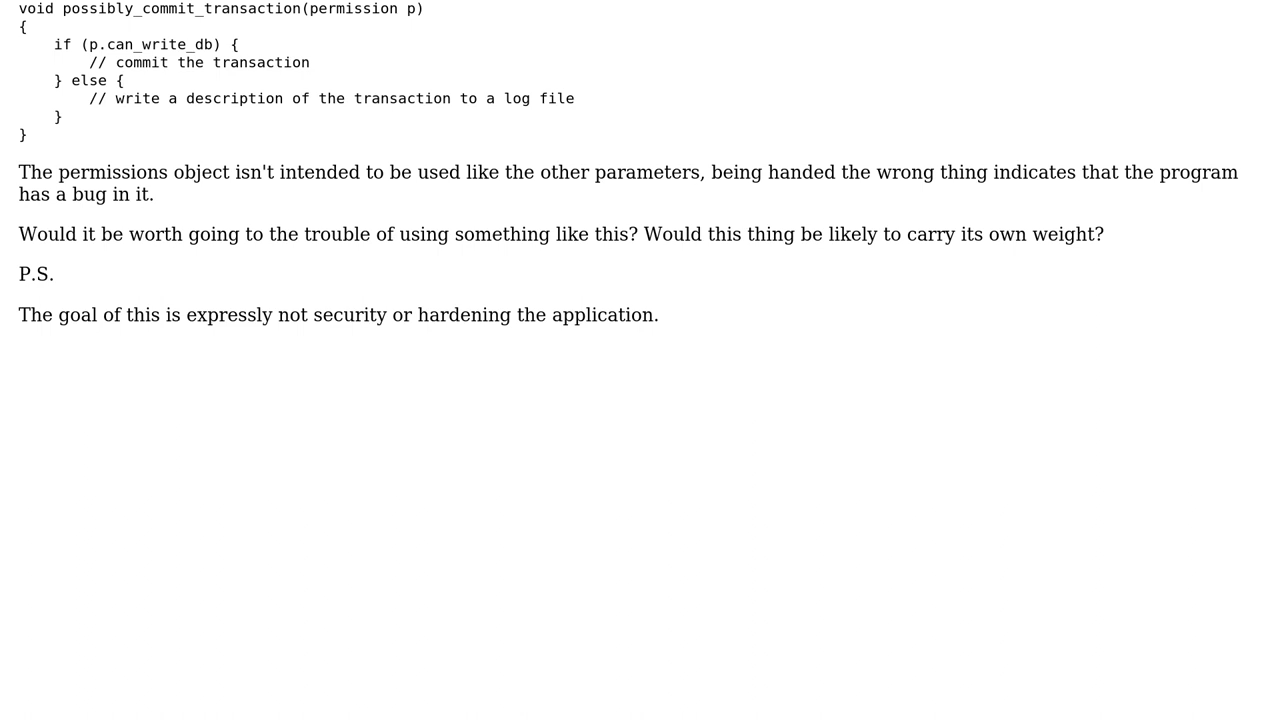 void possibly_commit_transaction(permission p)
{
    if (p.can_write_db) {
        // commit the transaction
    } else {
        // write a description of the transaction to a log file
    }
}
The permissions object isn't intended to be used like the other parameters, being handed the wrong thing indicates that the program
has a bug in it.
Would it be worth going to the trouble of using something like this? Would this thing be likely to carry its own weight?
P.S.
The goal of this is expressly not security or hardening the application.